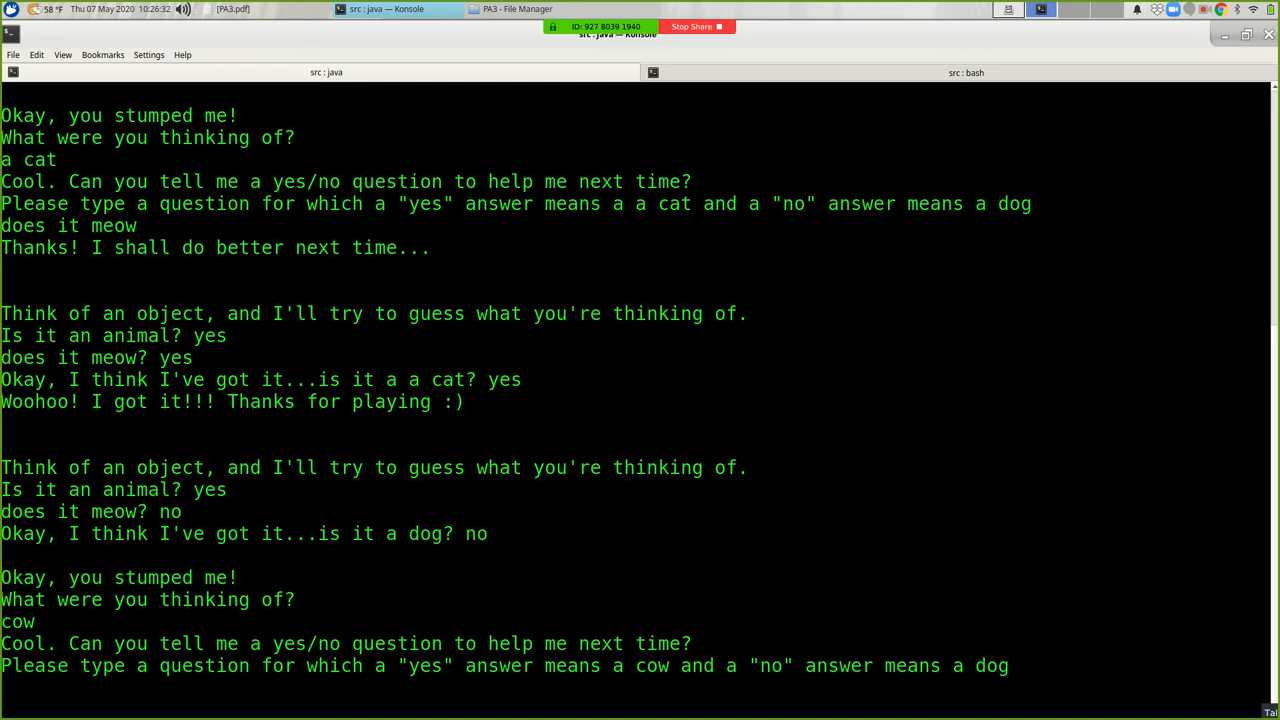 58 °F Thu 07 May 2020 10:26:32 [PA3.pdf] src : java — Konsole PA3 - File Manager
ID: 927 8039 1940 Stop Share
src : java — Konsole
File Edit View Bookmarks Settings Help
src : java src : bash
Okay, you stumped me!
What were you thinking of?
a cat
Cool. Can you tell me a yes/no question to help me next time?
Please type a question for which a "yes" answer means a a cat and a "no" answer means a dog
does it meow
Thanks! I shall do better next time...
Think of an object, and I'll try to guess what you're thinking of.
Is it an animal? yes
does it meow? yes
Okay, I think I've got it...is it a a cat? yes
Woohoo! I got it!!! Thanks for playing :)
Think of an object, and I'll try to guess what you're thinking of.
Is it an animal? yes
does it meow? no
Okay, I think I've got it...is it a dog? no
Okay, you stumped me!
What were you thinking of?
cow
Cool. Can you tell me a yes/no question to help me next time?
Please type a question for which a "yes" answer means a cow and a "no" answer means a dog
Tal